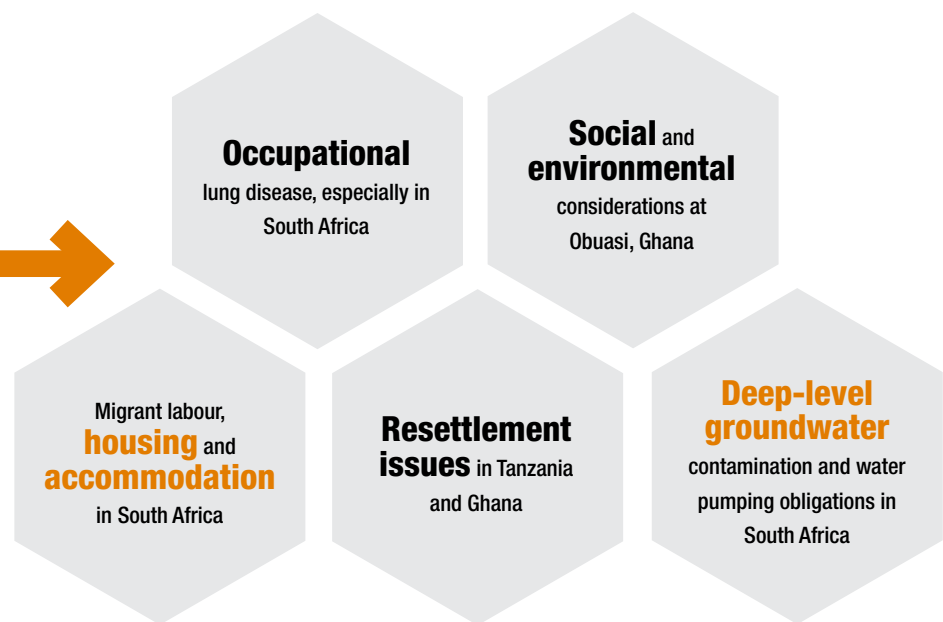 Occupational
lung disease, especially in
South Africa
Social and
environmental
considerations at
Obuasi, Ghana
Migrant labour,
housing and
accommodation
in South Africa
Resettlement
issues in Tanzania
and Ghana
Deep-level
groundwater
contamination and water
pumping obligations in
South Africa